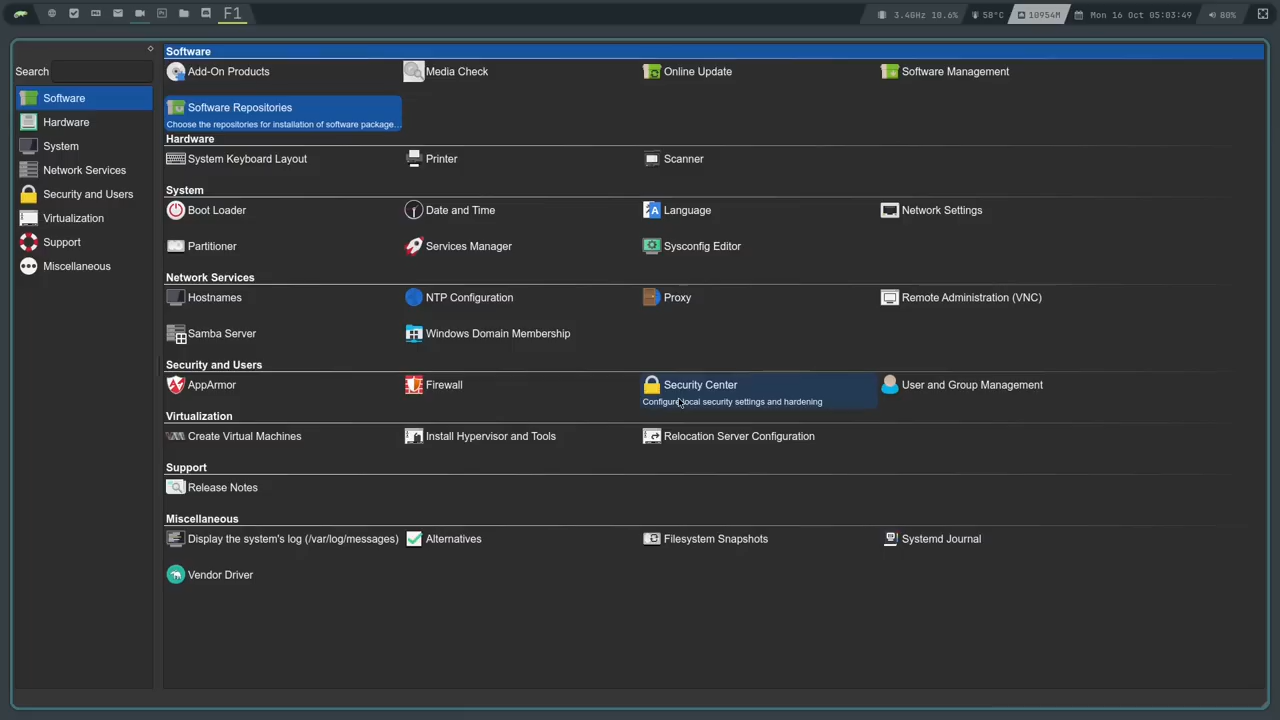 F1
3.4GHz 10.6%
58°C
10954M
Mon 16 Oct 05:03:49
80%
Search
Software
Hardware
System
Network Services
Security and Users
Virtualization
Support
Miscellaneous
Software
Add-On Products
Media Check
Online Update
Software Management
Software Repositories
Choose the repositories for installation of software package...
Hardware
System Keyboard Layout
Printer
Scanner
System
Boot Loader
Date and Time
Language
Network Settings
Partitioner
Services Manager
Sysconfig Editor
Network Services
Hostnames
NTP Configuration
Proxy
Remote Administration (VNC)
Samba Server
Windows Domain Membership
Security and Users
AppArmor
Firewall
Security Center
Configure local security settings and hardening
User and Group Management
Virtualization
Create Virtual Machines
Install Hypervisor and Tools
Relocation Server Configuration
Support
Release Notes
Miscellaneous
Display the system's log (/var/log/messages)
Alternatives
Filesystem Snapshots
Systemd Journal
Vendor Driver